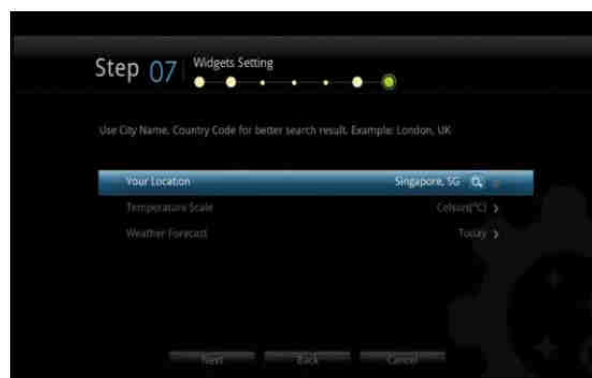 Step 07 Widgets Setting
Use City Name, Country Code for better search result. Example: London, UK
Your Location Singapore, SG
Temperature Scale Celsius(°C)
Weather Forecast Today
Next Back Cancel